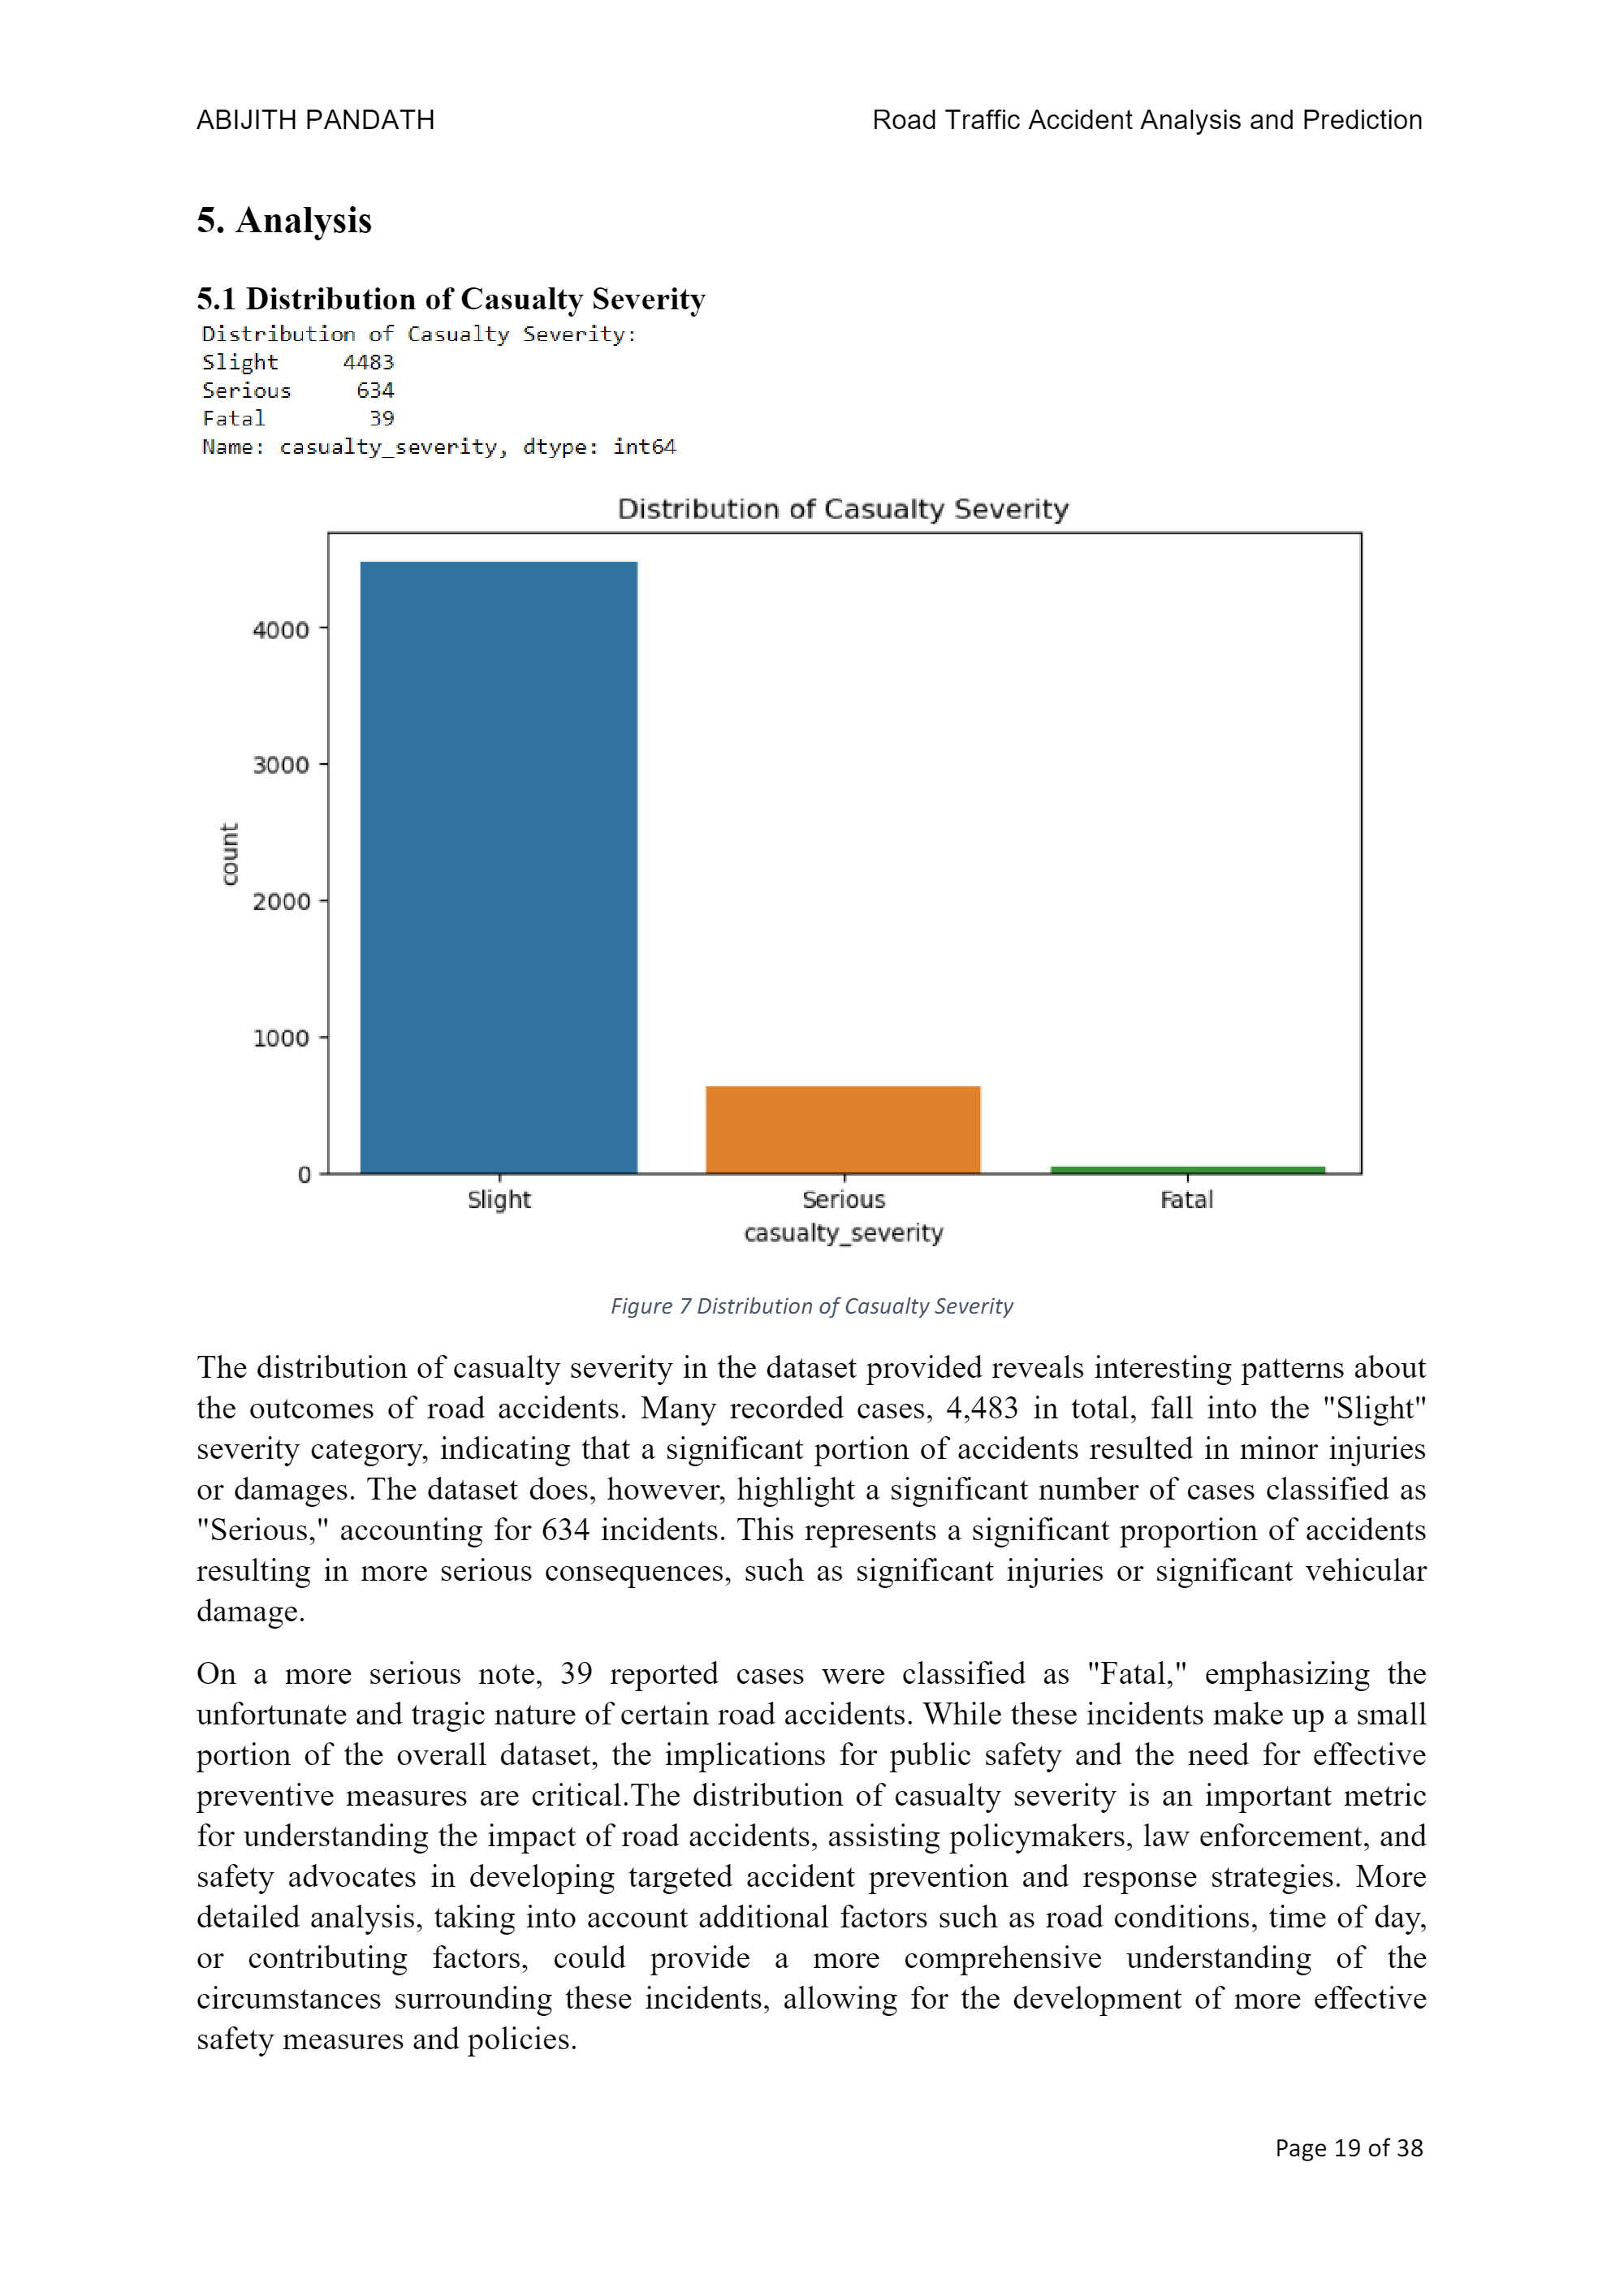 ABIJITH PANDATH Road Traffic Accident Analysis and Prediction
5. Analysis
5.1 Distribution of Casualty Severity
Distribution of Casualty Severity:
Slight 4483
Serious 634
Fatal 39
Name: casualty_severity, dtype: int64
Distribution of Casualty Severity
4000
3000
2000
1000
0
count
Slight Serious Fatal
casualty_severity
Figure 7 Distribution of Casualty Severity
The distribution of casualty severity in the dataset provided reveals interesting patterns about
the outcomes of road accidents. Many recorded cases, 4,483 in total, fall into the "Slight"
severity category, indicating that a significant portion of accidents resulted in minor injuries
or damages. The dataset does, however, highlight a significant number of cases classified as
"Serious," accounting for 634 incidents. This represents a significant proportion of accidents
resulting in more serious consequences, such as significant injuries or significant vehicular
damage.
On a more serious note, 39 reported cases were classified as "Fatal," emphasizing the
unfortunate and tragic nature of certain road accidents. While these incidents make up a small
portion of the overall dataset, the implications for public safety and the need for effective
preventive measures are critical.The distribution of casualty severity is an important metric
for understanding the impact of road accidents, assisting policymakers, law enforcement, and
safety advocates in developing targeted accident prevention and response strategies. More
detailed analysis, taking into account additional factors such as road conditions, time of day,
or contributing factors, could provide a more comprehensive understanding of the
circumstances surrounding these incidents, allowing for the development of more effective
safety measures and policies.
Page 19 of 38